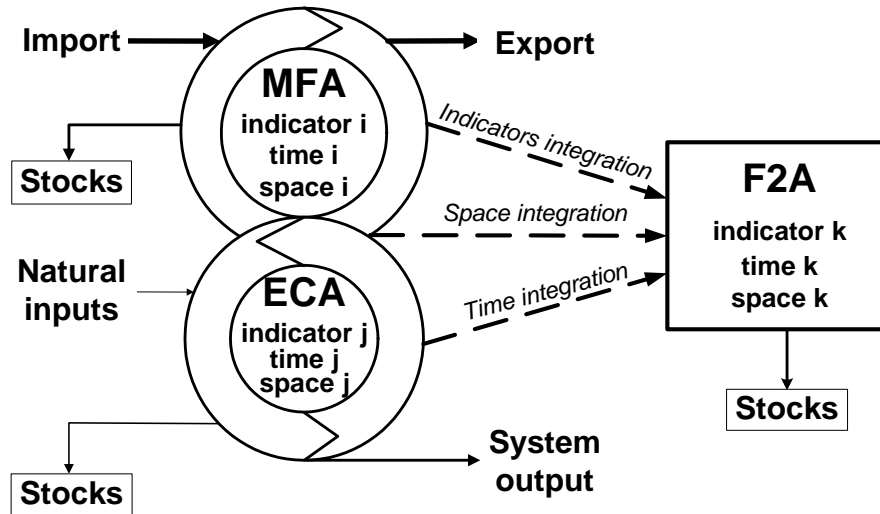 Import
Export
MFA
indicator i
time i
space i
Stocks
Indicators integration
Space integration
Time integration
F2A
indicator k
time k
space k
Stocks
Natural
inputs
ECA
indicator j
time j
space j
Stocks
System
output